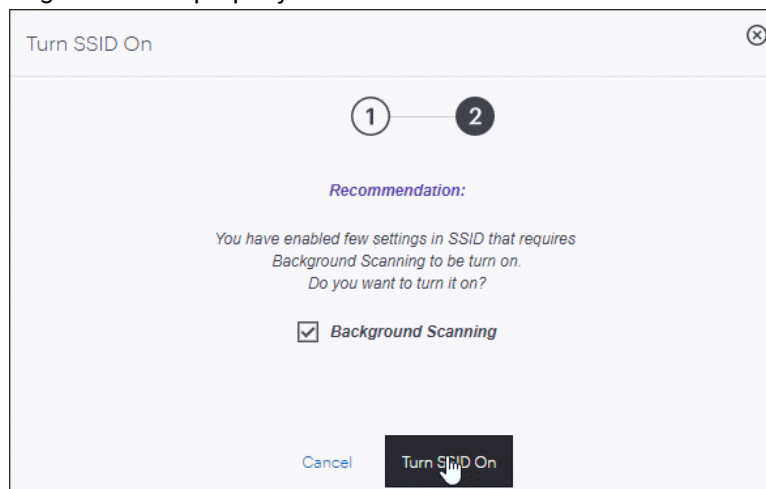 Turn SSID On
1 2
Recommendation:
You have enabled few settings in SSID that requires
Background Scanning to be turn on.
Do you want to turn it on?
Background Scanning
Cancel Turn SSID On